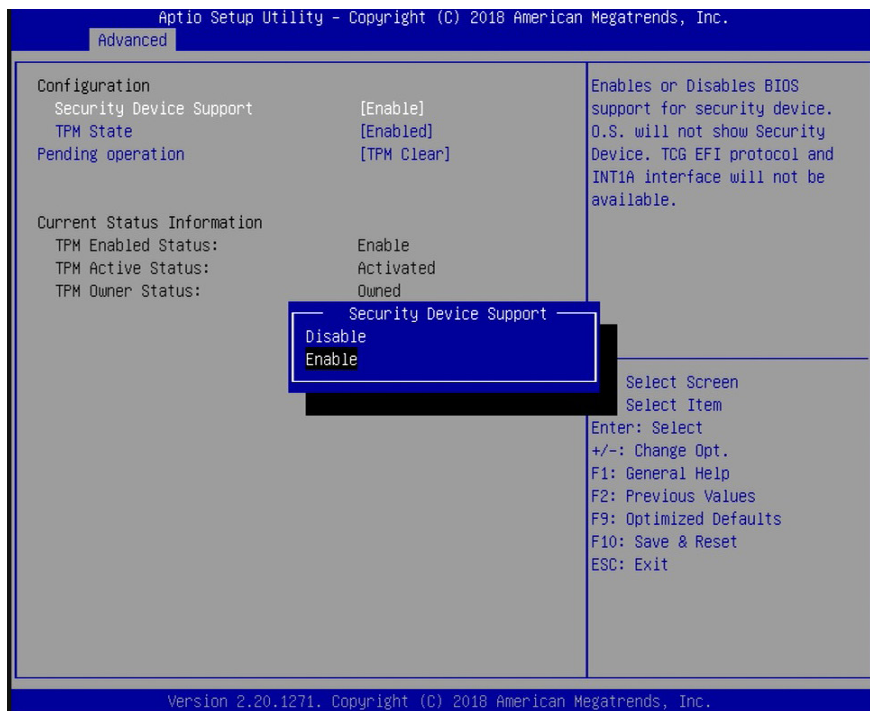 Aptio Setup Utility - Copyright (C) 2018 American Megatrends, Inc.
Advanced
Configuration
Security Device Support [Enable]
TPM State [Enabled]
Pending operation [TPM Clear]
Current Status Information
TPM Enabled Status: Enable
TPM Active Status: Activated
TPM Owner Status: Owned
Security Device Support
Disable
Enable
Enables or Disables BIOS
support for security device.
O.S. will not show Security
Device. TCG EFI protocol and
INT1A interface will not be
available.
Select Screen
Select Item
Enter: Select
+/-: Change Opt.
F1: General Help
F2: Previous Values
F9: Optimized Defaults
F10: Save & Reset
ESC: Exit
Version 2.20.1271. Copyright (C) 2018 American Megatrends, Inc.